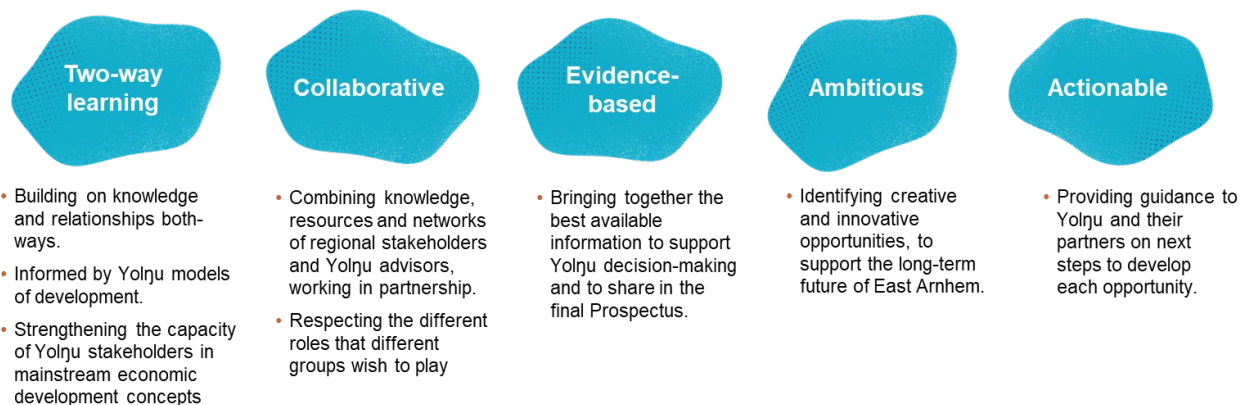 Two-way
learning
• Building on knowledge
and relationships both-
ways.
• Informed by Yolŋu models
of development.
• Strengthening the capacity
of Yolŋu stakeholders in
mainstream economic
development concepts
Collaborative
• Combining knowledge,
resources and networks
of regional stakeholders
and Yolŋu advisors,
working in partnership.
• Respecting the different
roles that different
groups wish to play
Evidence-
based
• Bringing together the
best available
information to support
Yolŋu decision-making
and to share in the
final Prospectus.
Ambitious
• Identifying creative
and innovative
opportunities, to
support the long-term
future of East Arnhem.
Actionable
• Providing guidance to
Yolŋu and their
partners on next
steps to develop
each opportunity.